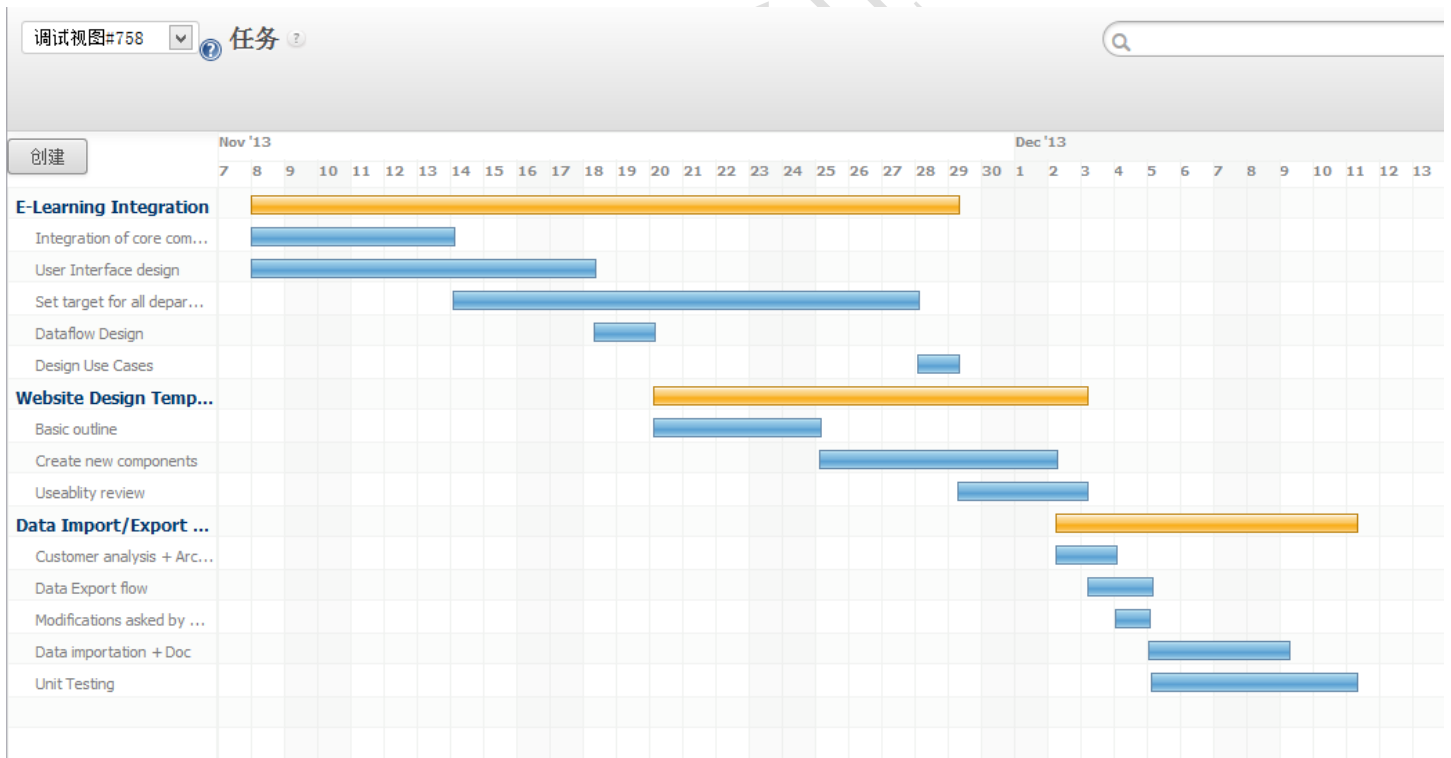 调试视图#758
任务
创建
Nov '13
Dec '13
7 8 9 10 11 12 13 14 15 16 17 18 19 20 21 22 23 24 25 26 27 28 29 30 1 2 3 4 5 6 7 8 9 10 11 12 13
E-Learning Integration
Integration of core com...
User Interface design
Set target for all depar...
Dataflow Design
Design Use Cases
Website Design Temp...
Basic outline
Create new components
Useablity review
Data Import/Export ...
Customer analysis + Arc...
Data Export flow
Modifications asked by ...
Data importation + Doc
Unit Testing